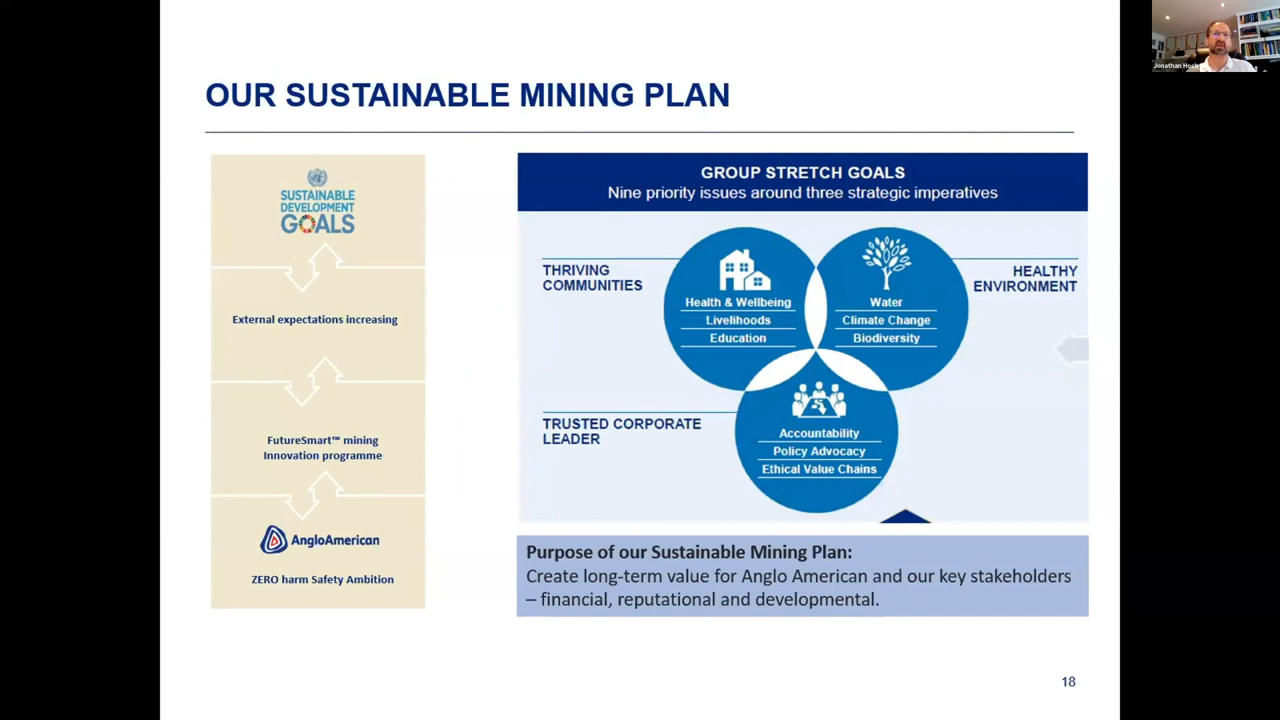 OUR SUSTAINABLE MINING PLAN
SUSTAINABLE
DEVELOPMENT
GOALS
External expectations increasing
FutureSmart™ mining
Innovation programme
AngloAmerican
ZERO harm Safety Ambition
GROUP STRETCH GOALS
Nine priority issues around three strategic imperatives
THRIVING
COMMUNITIES
Health & Wellbeing
Livelihoods
Education
Water
Climate Change
Biodiversity
HEALTHY
ENVIRONMENT
TRUSTED CORPORATE
LEADER
Accountability
Policy Advocacy
Ethical Value Chains
Purpose of our Sustainable Mining Plan:
Create long-term value for Anglo American and our key stakeholders
– financial, reputational and developmental.
18
Jonathan